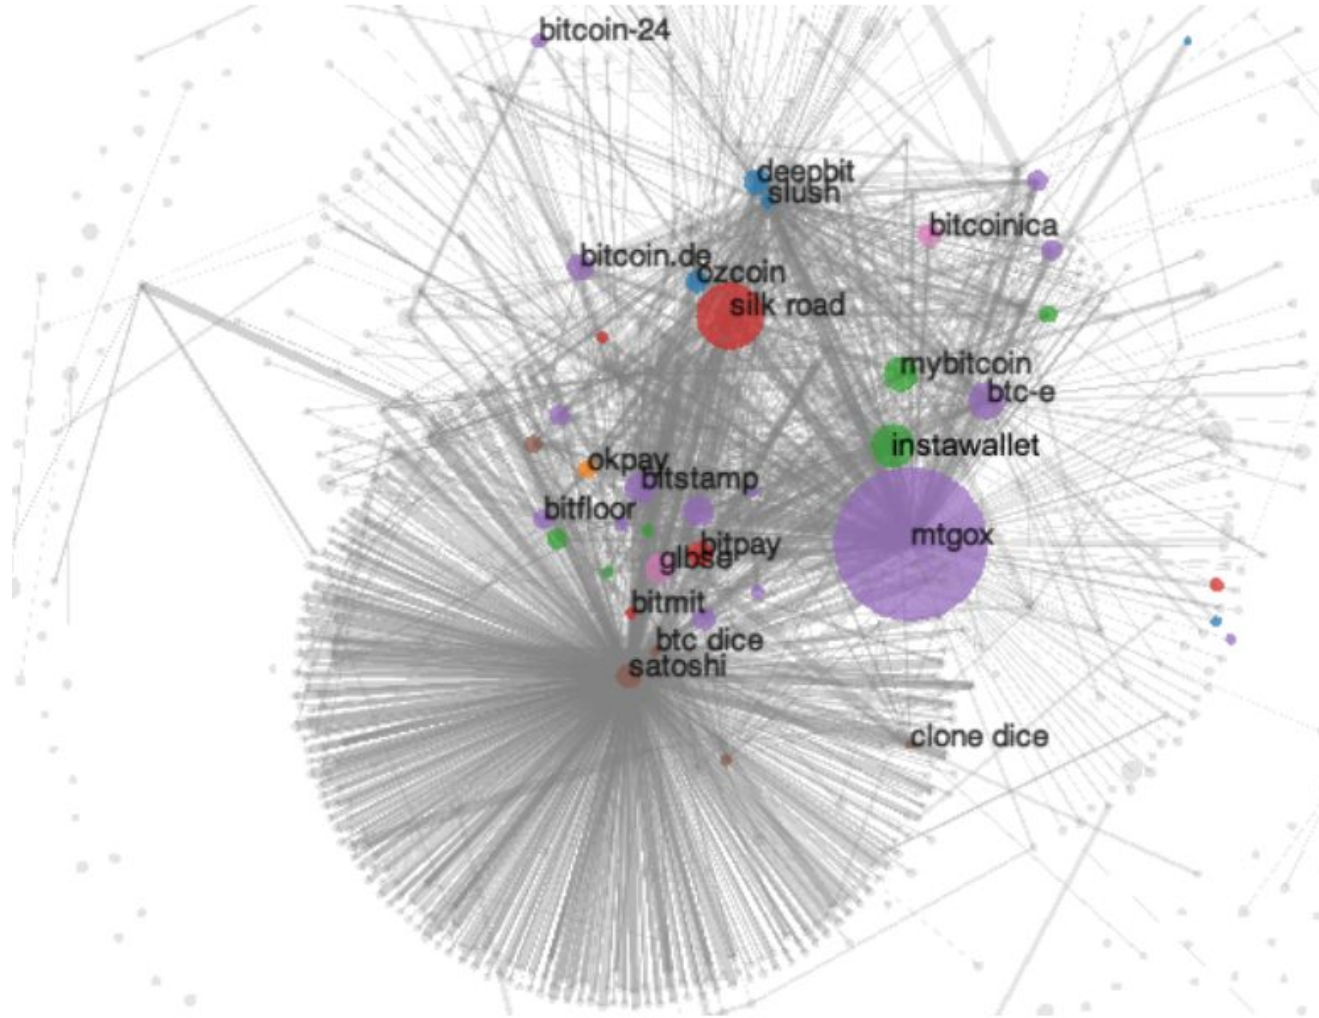 bitcoin-24
deepbit
slush
bitcoinica
bitcoin.de
ozcoin
silk road
mybitcoin
btc-e
instawallet
okpay
bitstamp
bitfloor
mtgox
bitpay
glbse
bitmit
btc dice
satoshi
clone dice